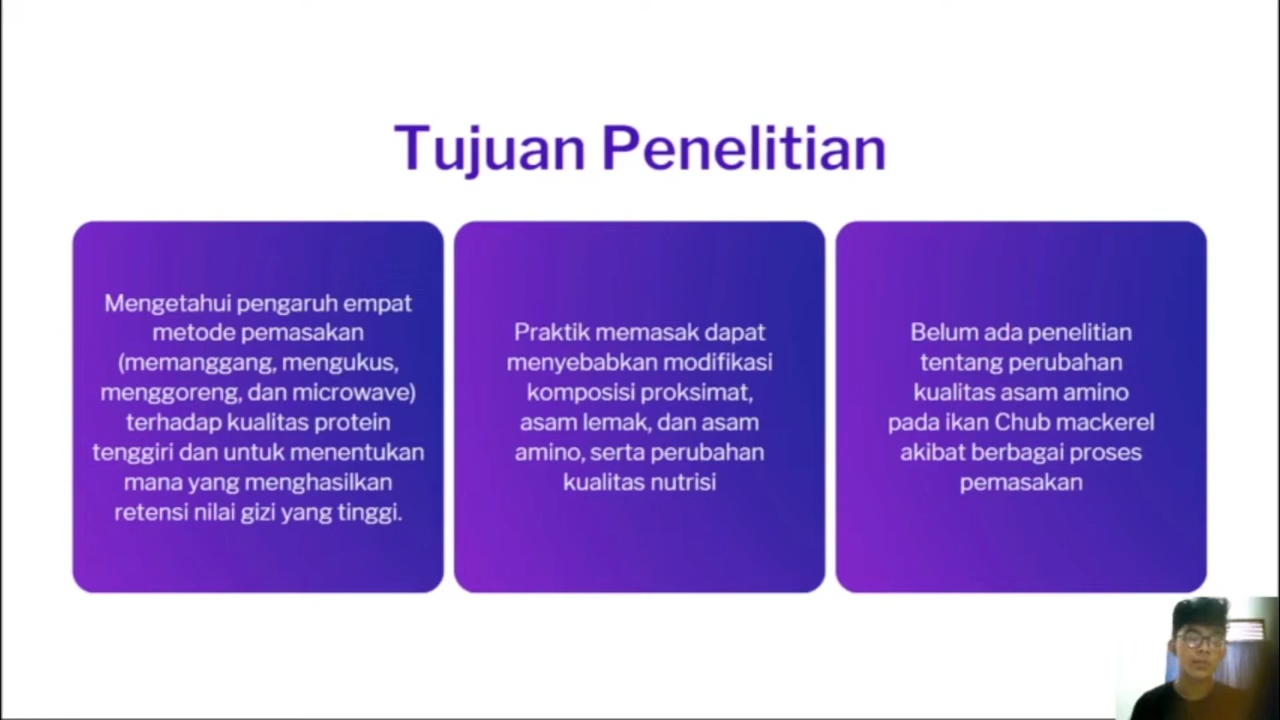 Tujuan Penelitian
Mengetahui pengaruh empat
metode pemasakan
(memanggang, mengukus,
menggoreng, dan microwave)
terhadap kualitas protein
tenggiri dan untuk menentukan
mana yang menghasilkan
retensi nilai gizi yang tinggi.
Praktik memasak dapat
menyebabkan modifikasi
komposisi proksimat,
asam lemak, dan asam
amino, serta perubahan
kualitas nutrisi
Belum ada penelitian
tentang perubahan
kualitas asam amino
pada ikan Chub mackerel
akibat berbagai proses
pemasakan